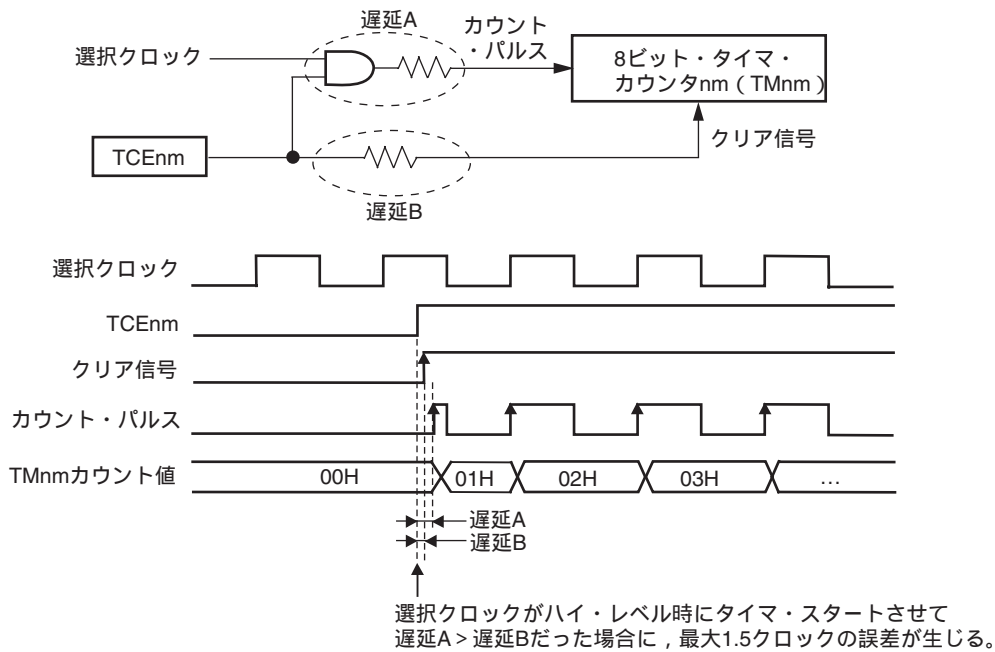 遅延A
選択クロック
カウント
・パルス
8ビット・タイマ・
カウンタnm（TMnm）
クリア信号
TCEnm
遅延B
選択クロック
TCEnm
クリア信号
カウント・パルス
TMnmカウント値
00H 01H 02H 03H …
遅延A
遅延B
選択クロックがハイ・レベル時にタイマ・スタートさせて
遅延A＞遅延Bだった場合に，最大1.5クロックの誤差が生じる。